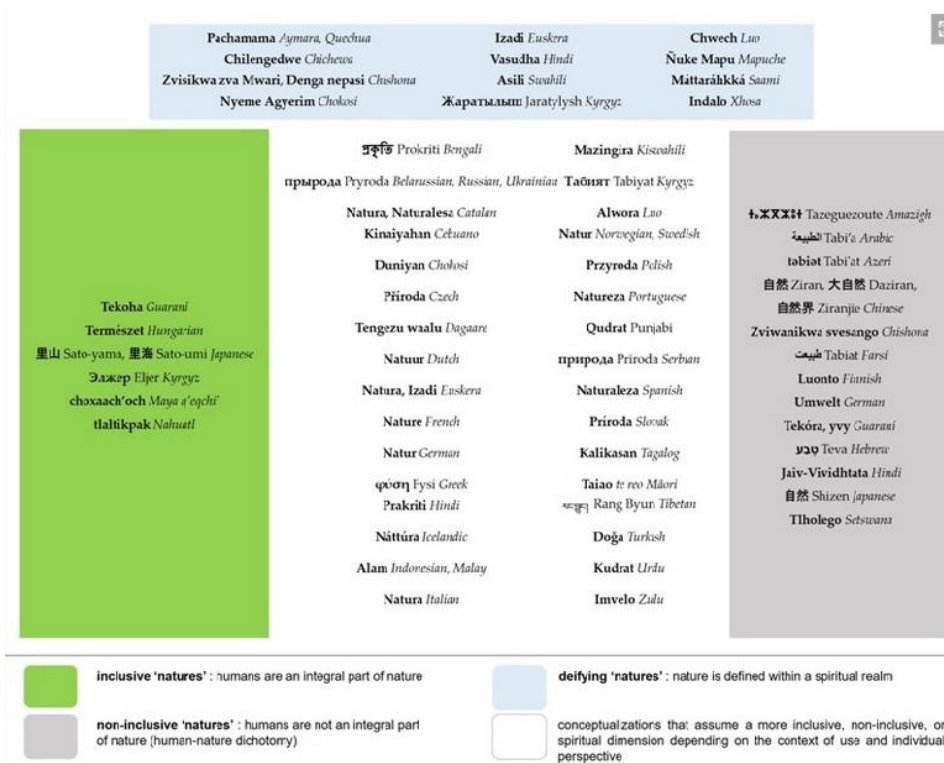 Pachamama Aymara, Quechua
Izadi Euskera
Chwech Luo
Chilengedwe Chichewa
Vasudha Hindi
Ñuke Mapu Mapuche
Zvisikwa zva Mwari, Denga nepasi Chishona
Asili Swahili
Máttaráhkká Saami
Nyeme Agyerim Chokosi
Жаратылыш Jaratylysh Kyrgyz
Indalo Xhosa
Tekoha Guaraní
Természet Hungarian
里山 Sato-yama, 里海 Sato-umi Japanese
Элжер Eljer Kyrgyz
choxaach'och Maya q'eqchi'
tlaltikpak Nahuatl
প্রকৃতি Prokriti Bengali
Mazingira Kiswahili
прырода Pryroda Belarussian, Russian, Ukrainian
Табият Tabiyat Kyrgyz
Natura, Naturalesa Catalan
Alwora Luo
Kinaiyahan Cebuano
Natur Norwegian, Swedish
Duniyan Chokosi
Przyroda Polish
Příroda Czech
Natureza Portuguese
Tengezu waalu Dagaare
Qudrat Punjabi
Natuur Dutch
природа Priroda Serbian
Natura, Izadi Euskera
Naturaleza Spanish
Nature French
Príroda Slovak
Natur German
Kalikasan Tagalog
φύση Fysi Greek
Taiao te reo Māori
Prakriti Hindi
Rang Byun Tibetan
Náttúra Icelandic
Doğa Turkish
Alam Indonesian, Malay
Kudrat Urdu
Natura Italian
Imvelo Zulu
Tazeguezoute Amazigh
الطبيعة Tabi'a Arabic
təbiət Tabi'at Azeri
自然 Ziran, 大自然 Daziran,
自然界 Ziranjie Chinese
Zviwanikwa svesango Chishona
طبیعت Tabiat Farsi
Luonto Finnish
Umwelt German
Tekóra, yvy Guaraní
טבע Teva Hebrew
Jaiv-Vividhtata Hindi
自然 Shizen Japanese
Tlholego Setswana
inclusive 'natures' : humans are an integral part of nature
non-inclusive 'natures' : humans are not an integral part
of nature (human-nature dichotomy)
deifying 'natures' : nature is defined within a spiritual realm
conceptualizations that assume a more inclusive, non-inclusive, or
spiritual dimension depending on the context of use and individual
perspective